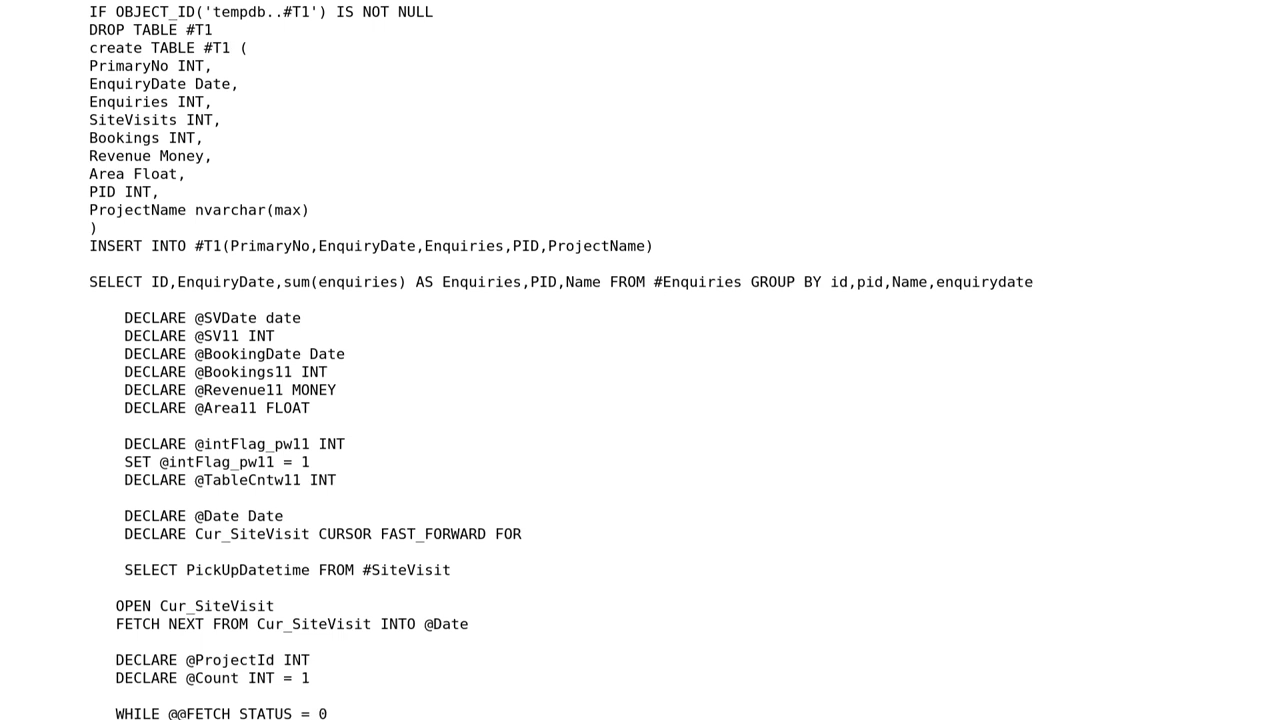 IF OBJECT_ID('tempdb..#T1') IS NOT NULL
DROP TABLE #T1
create TABLE #T1 (
PrimaryNo INT,
EnquiryDate Date,
Enquiries INT,
SiteVisits INT,
Bookings INT,
Revenue Money,
Area Float,
PID INT,
ProjectName nvarchar(max)
)
INSERT INTO #T1(PrimaryNo,EnquiryDate,Enquiries,PID,ProjectName)
SELECT ID,EnquiryDate,sum(enquiries) AS Enquiries,PID,Name FROM #Enquiries GROUP BY id,pid,Name,enquirydate
DECLARE @SVDate date
DECLARE @SV11 INT
DECLARE @BookingDate Date
DECLARE @Bookings11 INT
DECLARE @Revenue11 MONEY
DECLARE @Area11 FLOAT
DECLARE @intFlag_pw11 INT
SET @intFlag_pw11 = 1
DECLARE @TableCntw11 INT
DECLARE @Date Date
DECLARE Cur_SiteVisit CURSOR FAST_FORWARD FOR
SELECT PickUpDatetime FROM #SiteVisit
OPEN Cur_SiteVisit
FETCH NEXT FROM Cur_SiteVisit INTO @Date
DECLARE @ProjectId INT
DECLARE @Count INT = 1
WHILE @@FETCH_STATUS = 0